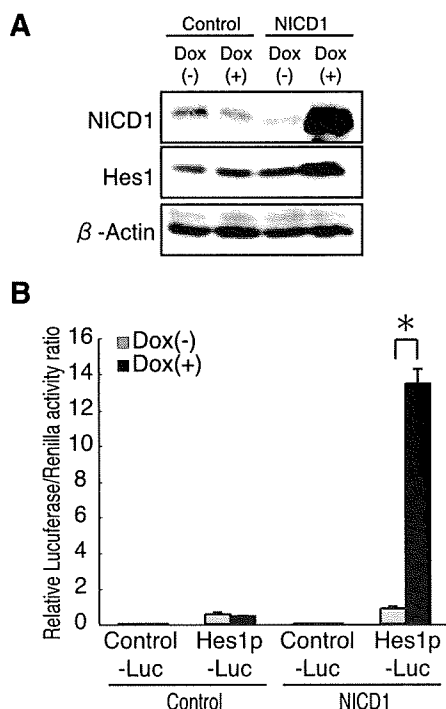 A
Control NICD1
Dox Dox Dox Dox
(-) (+) (-) (+)
NICD1
Hes1
β-Actin
B
Relative Lucuferase/Renilla activity ratio
16
14
12
10
8
6
4
2
0
Dox(-)
Dox(+)
*
Control Hes1p Control Hes1p
-Luc -Luc -Luc -Luc
Control NICD1